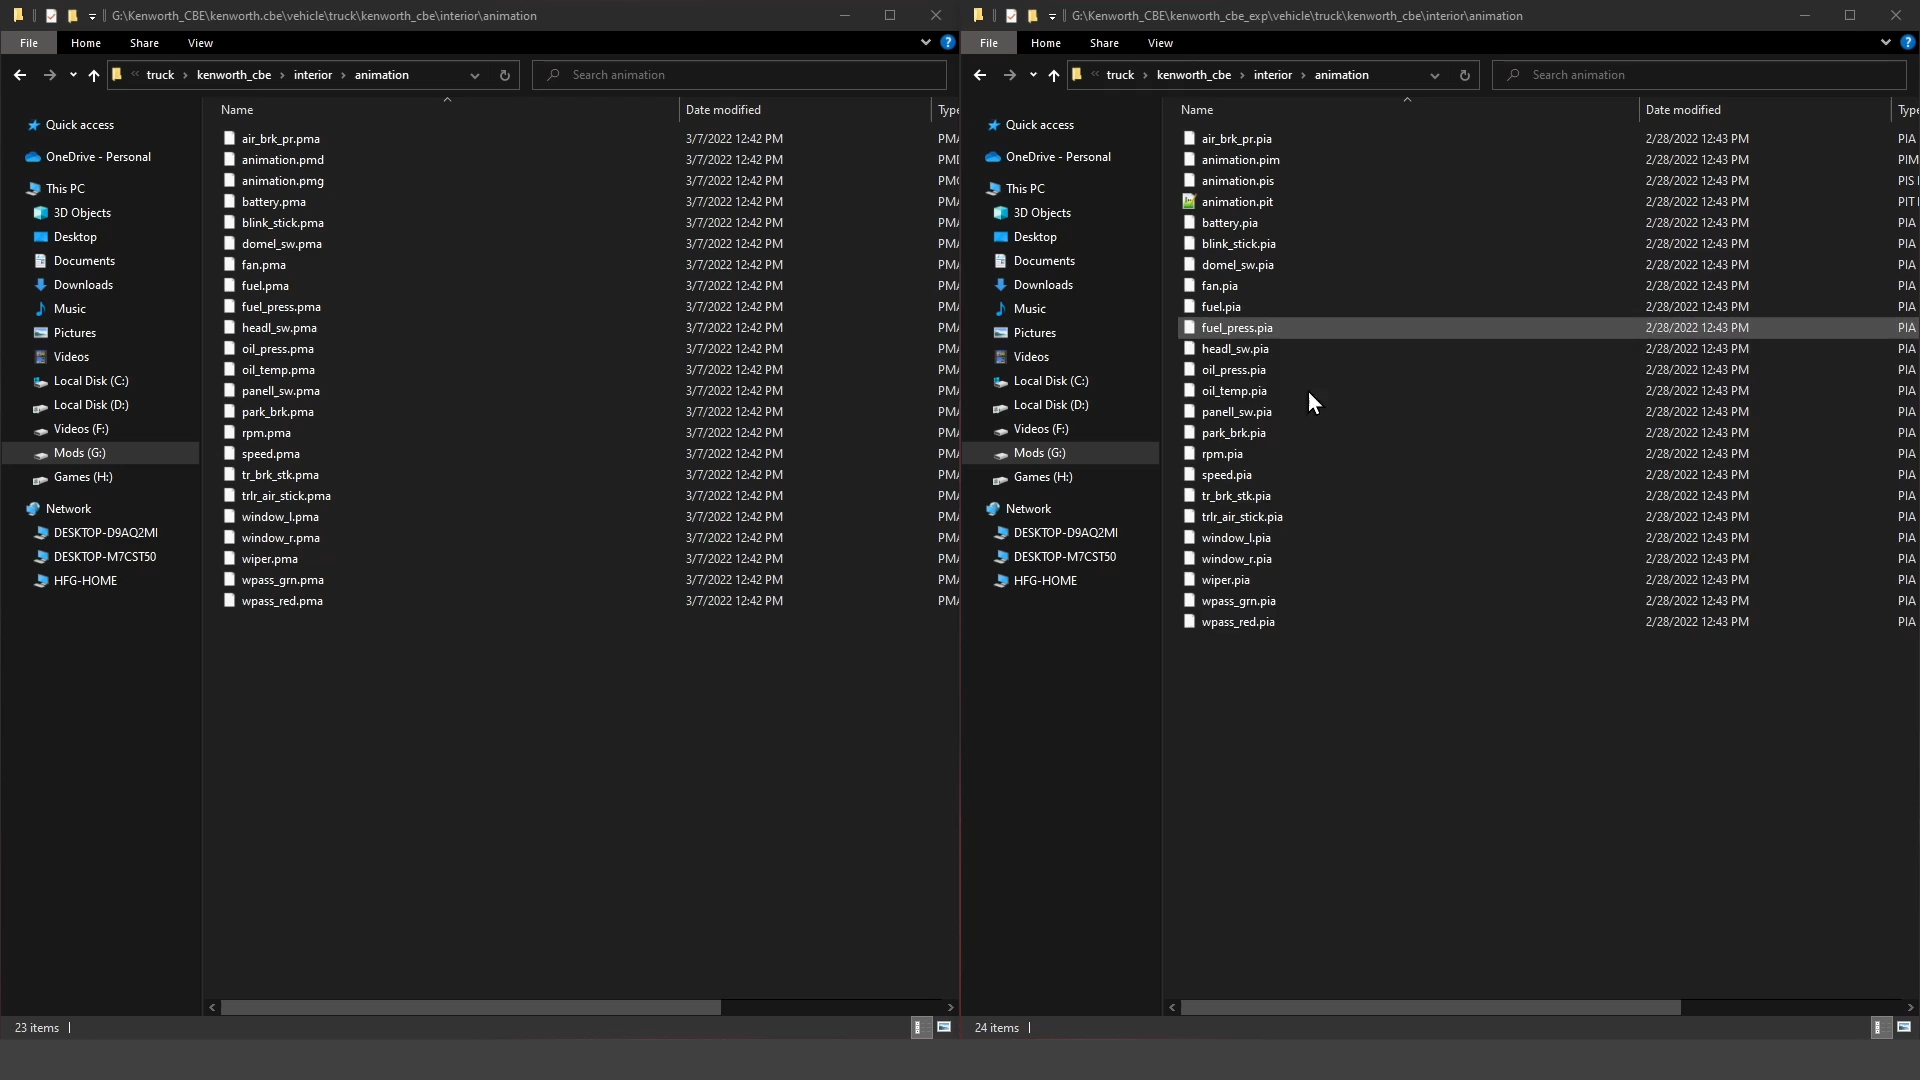 G:\Kenworth_CBE\kenworth.cbe\vehicle\truck\kenworth_cbe\interior\animation
File Home Share View
truck > kenworth_cbe > interior > animation
Search animation
Name Date modified
Quick access
OneDrive - Personal
This PC
3D Objects
Desktop
Documents
Downloads
Music
Pictures
Videos
Local Disk (C:)
Local Disk (D:)
Videos (F:)
Mods (G:)
Games (H:)
Network
DESKTOP-D9AQ2MI
DESKTOP-M7CST50
HFG-HOME
air_brk_pr.pma 3/7/2022 12:42 PM
animation.pmd 3/7/2022 12:42 PM
animation.pmg 3/7/2022 12:42 PM
battery.pma 3/7/2022 12:42 PM
blink_stick.pma 3/7/2022 12:42 PM
domel_sw.pma 3/7/2022 12:42 PM
fan.pma 3/7/2022 12:42 PM
fuel.pma 3/7/2022 12:42 PM
fuel_press.pma 3/7/2022 12:42 PM
headl_sw.pma 3/7/2022 12:42 PM
oil_press.pma 3/7/2022 12:42 PM
oil_temp.pma 3/7/2022 12:42 PM
panell_sw.pma 3/7/2022 12:42 PM
park_brk.pma 3/7/2022 12:42 PM
rpm.pma 3/7/2022 12:42 PM
speed.pma 3/7/2022 12:42 PM
tr_brk_stk.pma 3/7/2022 12:42 PM
trlr_air_stick.pma 3/7/2022 12:42 PM
window_l.pma 3/7/2022 12:42 PM
window_r.pma 3/7/2022 12:42 PM
wiper.pma 3/7/2022 12:42 PM
wpass_grn.pma 3/7/2022 12:42 PM
wpass_red.pma 3/7/2022 12:42 PM
23 items
G:\Kenworth_CBE\kenworth_cbe_exp\vehicle\truck\kenworth_cbe\interior\animation
File Home Share View
truck > kenworth_cbe > interior > animation
Search animation
Name Date modified
Quick access
OneDrive - Personal
This PC
3D Objects
Desktop
Documents
Downloads
Music
Pictures
Videos
Local Disk (C:)
Local Disk (D:)
Videos (F:)
Mods (G:)
Games (H:)
Network
DESKTOP-D9AQ2MI
DESKTOP-M7CST50
HFG-HOME
air_brk_pr.pia 2/28/2022 12:43 PM PIA
animation.pim 2/28/2022 12:43 PM PIM
animation.pis 2/28/2022 12:43 PM PIS
animation.pit 2/28/2022 12:43 PM PIT
battery.pia 2/28/2022 12:43 PM PIA
blink_stick.pia 2/28/2022 12:43 PM PIA
domel_sw.pia 2/28/2022 12:43 PM PIA
fan.pia 2/28/2022 12:43 PM PIA
fuel.pia 2/28/2022 12:43 PM PIA
fuel_press.pia 2/28/2022 12:43 PM PIA
headl_sw.pia 2/28/2022 12:43 PM PIA
oil_press.pia 2/28/2022 12:43 PM PIA
oil_temp.pia 2/28/2022 12:43 PM PIA
panell_sw.pia 2/28/2022 12:43 PM PIA
park_brk.pia 2/28/2022 12:43 PM PIA
rpm.pia 2/28/2022 12:43 PM PIA
speed.pia 2/28/2022 12:43 PM PIA
tr_brk_stk.pia 2/28/2022 12:43 PM PIA
trlr_air_stick.pia 2/28/2022 12:43 PM PIA
window_l.pia 2/28/2022 12:43 PM PIA
window_r.pia 2/28/2022 12:43 PM PIA
wiper.pia 2/28/2022 12:43 PM PIA
wpass_grn.pia 2/28/2022 12:43 PM PIA
wpass_red.pia 2/28/2022 12:43 PM PIA
24 items